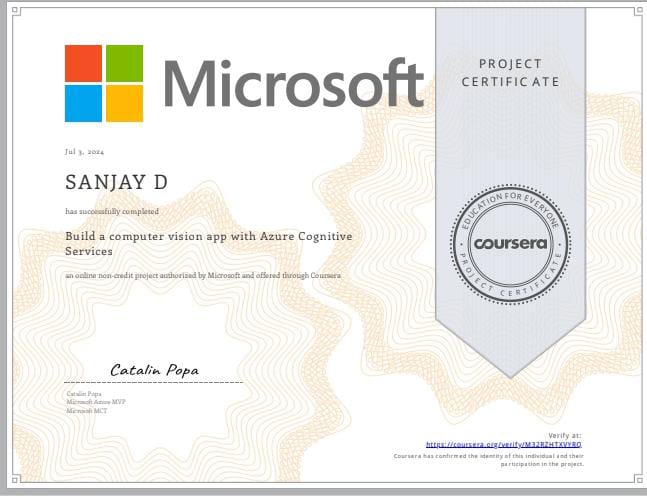 Microsoft
PROJECT
CERTIFICATE
Jul 3, 2024
SANJAY D
has successfully completed
Build a computer vision app with Azure Cognitive
Services
an online non-credit project authorized by Microsoft and offered through Coursera
EDUCATION FOR EVERYONE
coursera
PROJECT CERTIFICATE
Catalin Popa
Catalin Popa
Microsoft Azure MVP
Microsoft MCT
Verify at:
https://coursera.org/verify/M32RZHTXVYRQ
Coursera has confirmed the identity of this individual and their
participation in the project.